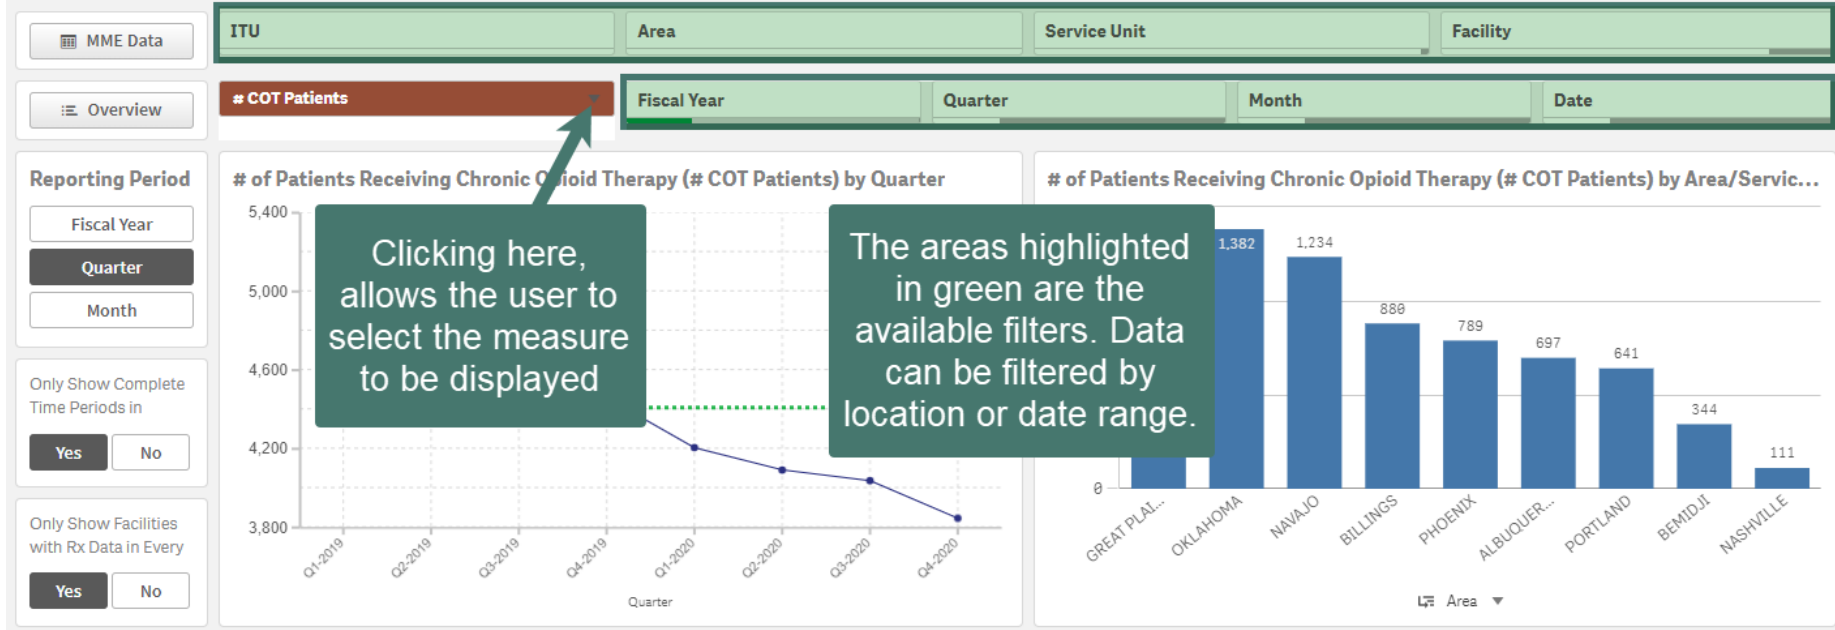 MME Data
ITU
Area
Service Unit
Facility
Overview
# COT Patients
Fiscal Year
Quarter
Month
Date
Reporting Period
Fiscal Year
Quarter
Month
Only Show Complete
Time Periods in
Yes
No
Only Show Facilities
with Rx Data in Every
Yes
No
# of Patients Receiving Chronic Opioid Therapy (# COT Patients) by Quarter
5,400
5,000
4,600
4,200
3,800
Clicking here,
allows the user to
select the measure
to be displayed
Q1-2019
Q2-2019
Q3-2019
Q4-2019
Q1-2020
Q2-2020
Q3-2020
Q4-2020
Quarter
# of Patients Receiving Chronic Opioid Therapy (# COT Patients) by Area/Servic...
The areas highlighted
in green are the
available filters. Data
can be filtered by
location or date range.
1,382
1,234
880
789
697
641
344
111
0
GREAT PLAI...
OKLAHOMA
NAVAJO
BILLINGS
PHOENIX
ALBUQUER...
PORTLAND
BEMIDJI
NASHVILLE
Area